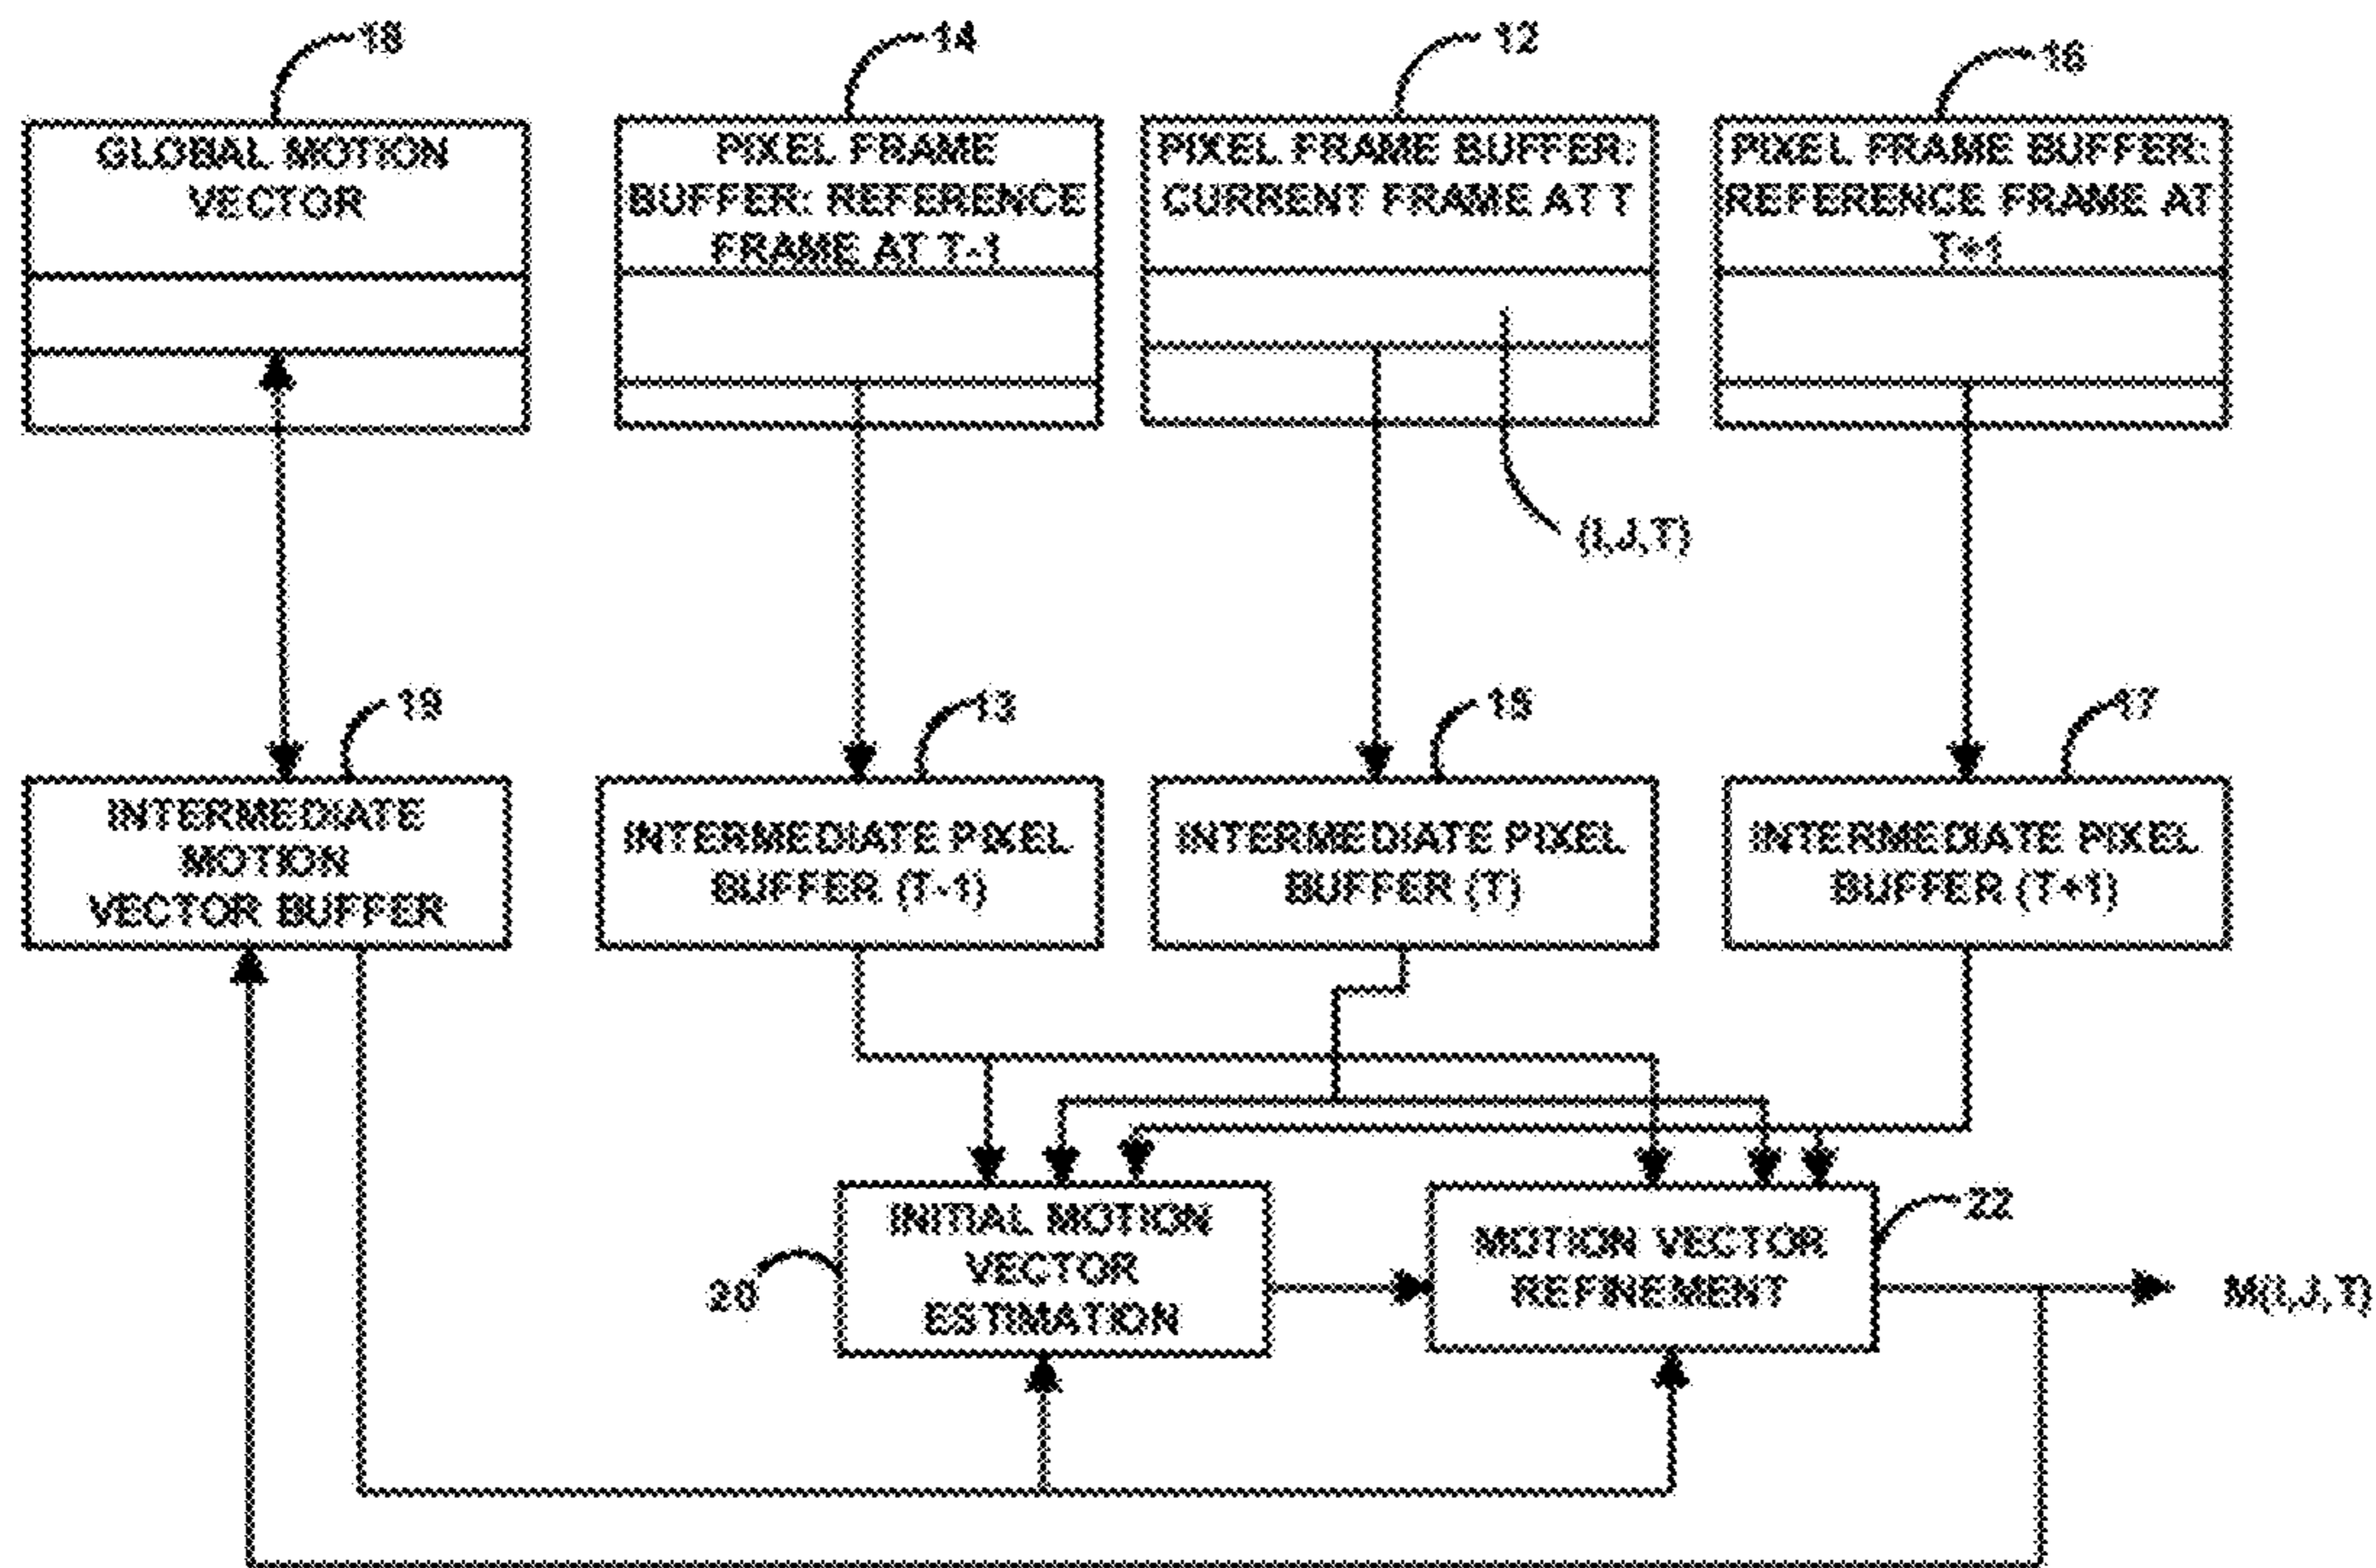 18
14
12
16
GLOBAL MOTION
VECTOR
PIXEL FRAME
BUFFER: REFERENCE
FRAME AT T-1
PIXEL FRAME BUFFER:
CURRENT FRAME AT T
PIXEL FRAME BUFFER:
REFERENCE FRAME AT
T+1
(I,J,T)
19
13
15
17
INTERMEDIATE
MOTION
VECTOR BUFFER
INTERMEDIATE PIXEL
BUFFER (T-1)
INTERMEDIATE PIXEL
BUFFER (T)
INTERMEDIATE PIXEL
BUFFER (T+1)
20
INITIAL MOTION
VECTOR
ESTIMATION
MOTION VECTOR
REFINEMENT
22
M(I,J,T)